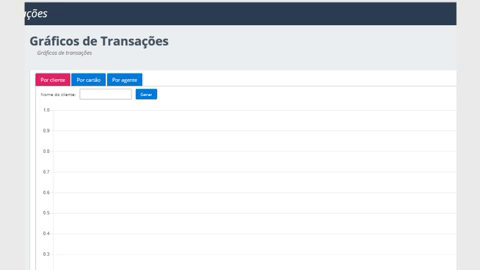 ações
Gráficos de Transações
Gráficos de transações
Por cliente Por cartão Por agente
Nome do cliente: Gerar
1.0
0.9
0.8
0.7
0.6
0.5
0.4
0.3